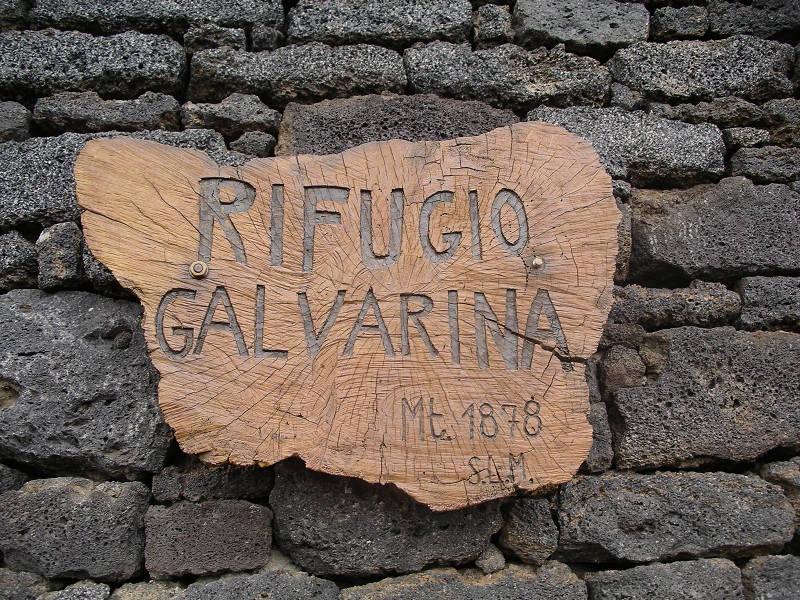 RIFUGIO
GALVARINA
Mt. 1878
S.L.M.